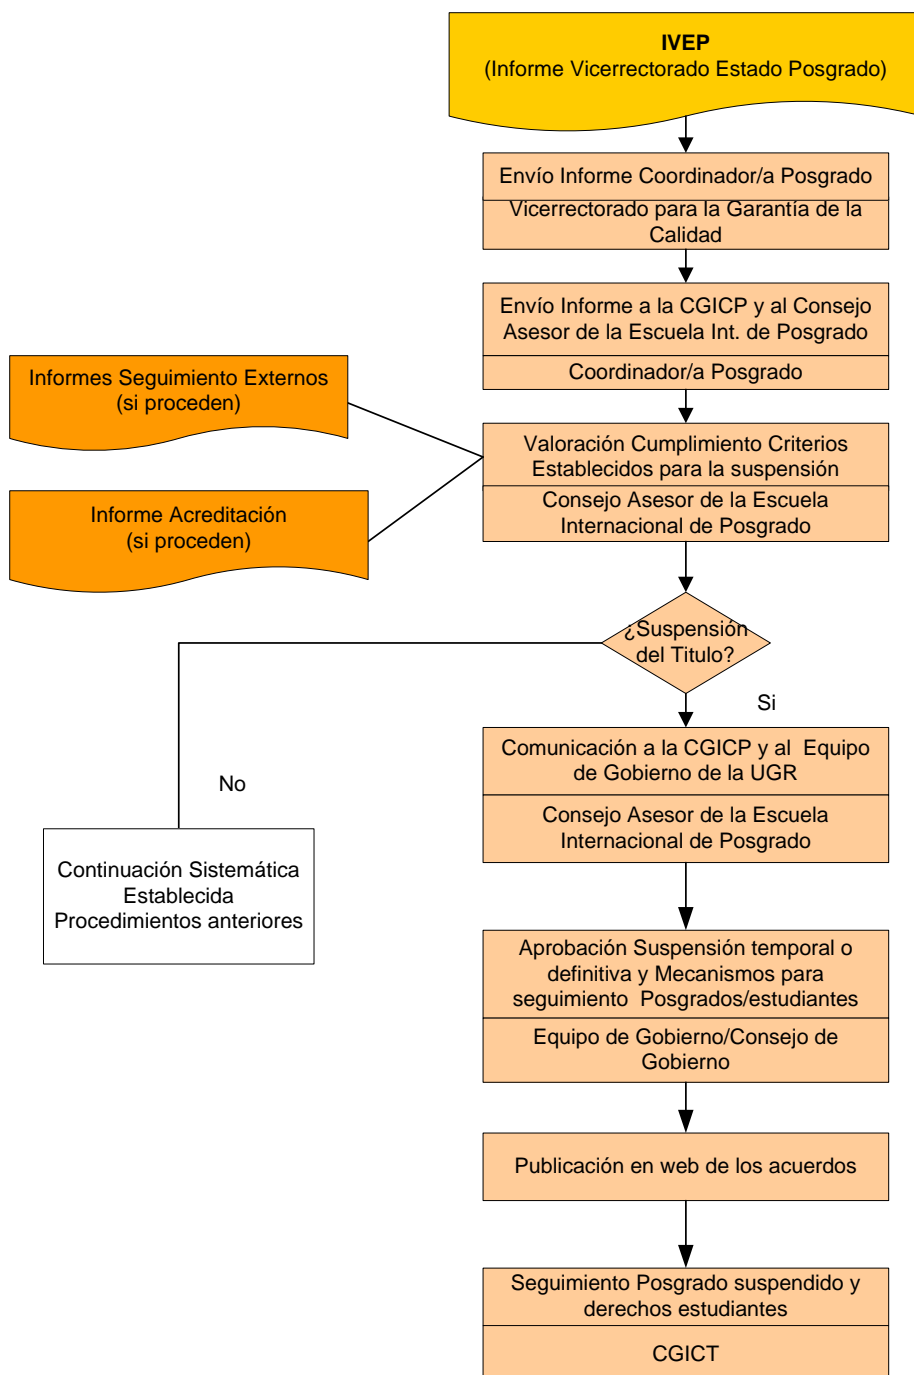 IVEP
(Informe Vicerrectorado Estado Posgrado)
Envío Informe Coordinador/a Posgrado
Vicerrectorado para la Garantía de la
Calidad
Envío Informe a la CGICP y al Consejo
Asesor de la Escuela Int. de Posgrado
Coordinador/a Posgrado
Informes Seguimiento Externos
(si proceden)
Valoración Cumplimiento Criterios
Establecidos para la suspensión
Consejo Asesor de la Escuela
Internacional de Posgrado
Informe Acreditación
(si proceden)
¿Suspensión
del Titulo?
Si
No
Comunicación a la CGICP y al Equipo
de Gobierno de la UGR
Consejo Asesor de la Escuela
Internacional de Posgrado
Continuación Sistemática
Establecida
Procedimientos anteriores
Aprobación Suspensión temporal o
definitiva y Mecanismos para
seguimiento Posgrados/estudiantes
Equipo de Gobierno/Consejo de
Gobierno
Publicación en web de los acuerdos
Seguimiento Posgrado suspendido y
derechos estudiantes
CGICT